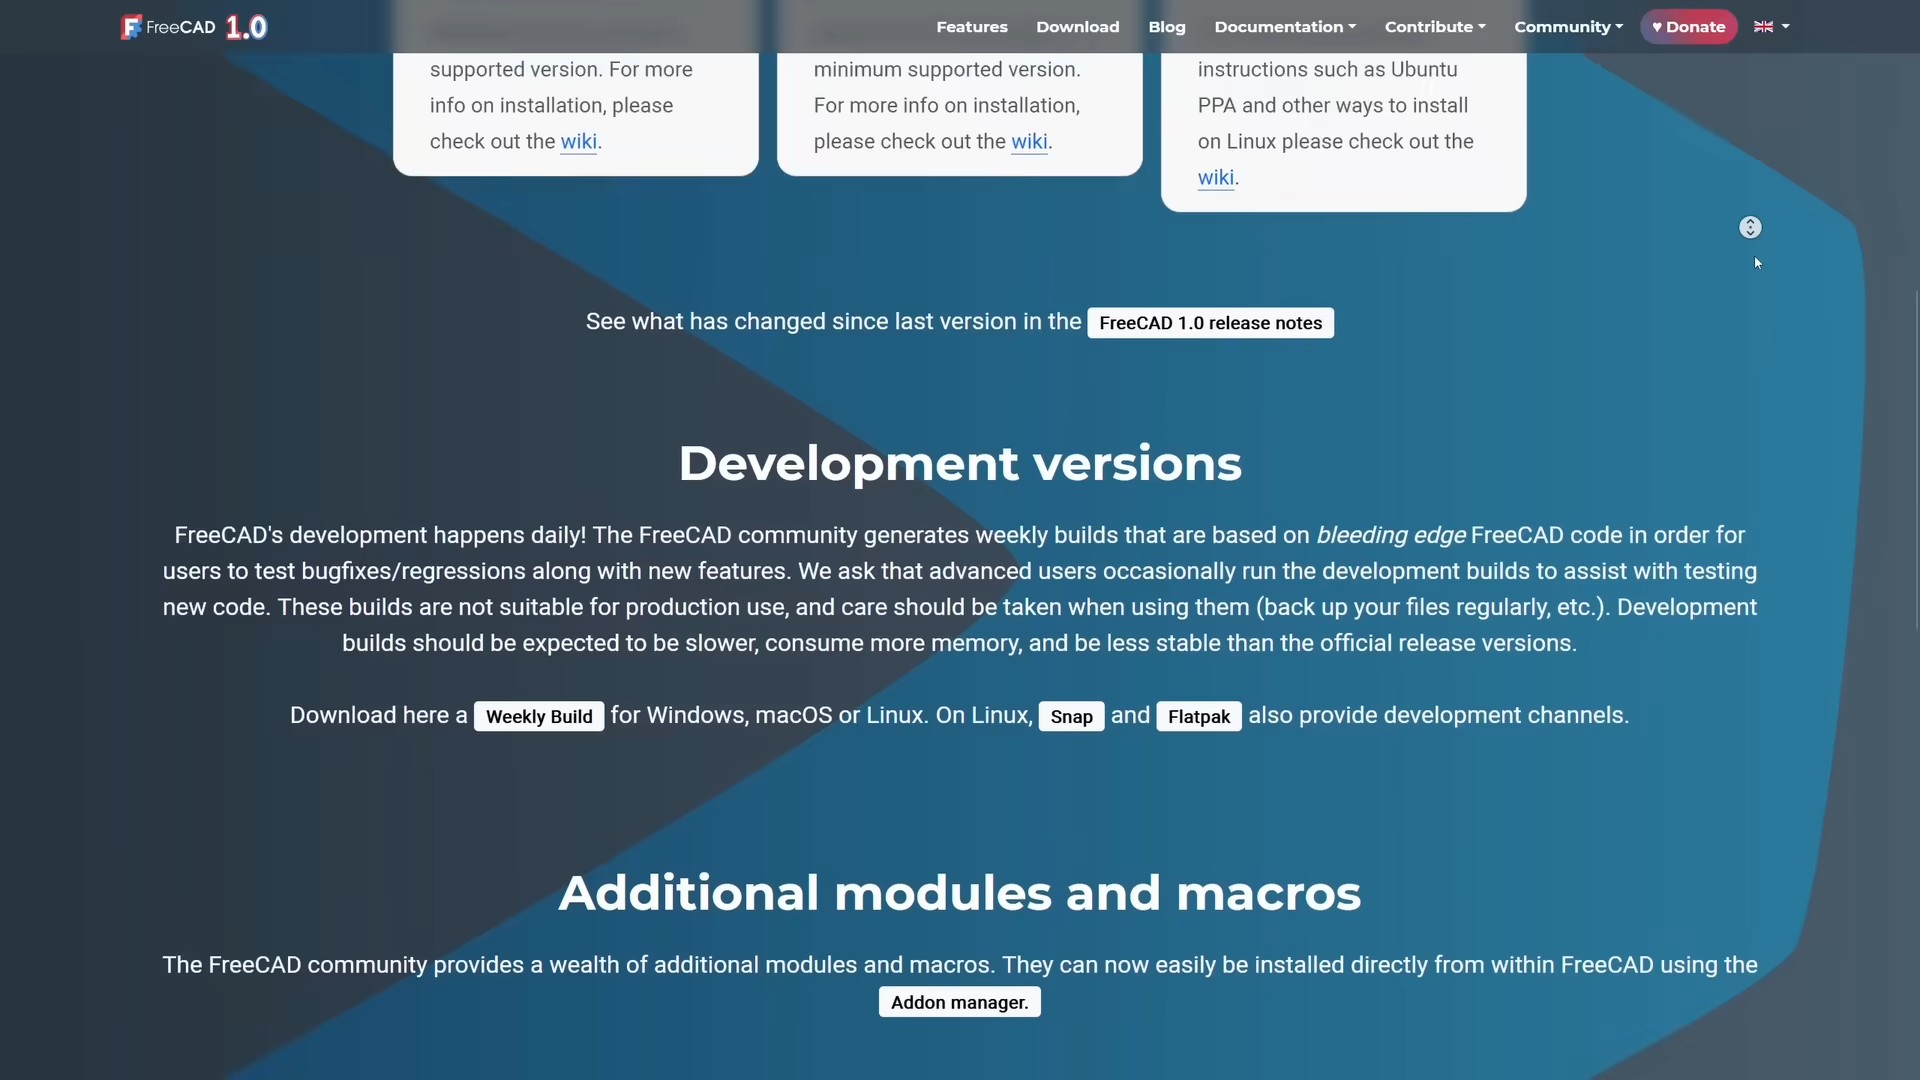 FreeCAD 1.0
Features Download Blog Documentation Contribute Community ♥ Donate
supported version. For more
info on installation, please
check out the wiki.
minimum supported version.
For more info on installation,
please check out the wiki.
instructions such as Ubuntu
PPA and other ways to install
on Linux please check out the
wiki.
See what has changed since last version in the FreeCAD 1.0 release notes
Development versions
FreeCAD's development happens daily! The FreeCAD community generates weekly builds that are based on bleeding edge FreeCAD code in order for
users to test bugfixes/regressions along with new features. We ask that advanced users occasionally run the development builds to assist with testing
new code. These builds are not suitable for production use, and care should be taken when using them (back up your files regularly, etc.). Development
builds should be expected to be slower, consume more memory, and be less stable than the official release versions.
Download here a Weekly Build for Windows, macOS or Linux. On Linux, Snap and Flatpak also provide development channels.
Additional modules and macros
The FreeCAD community provides a wealth of additional modules and macros. They can now easily be installed directly from within FreeCAD using the
Addon manager.